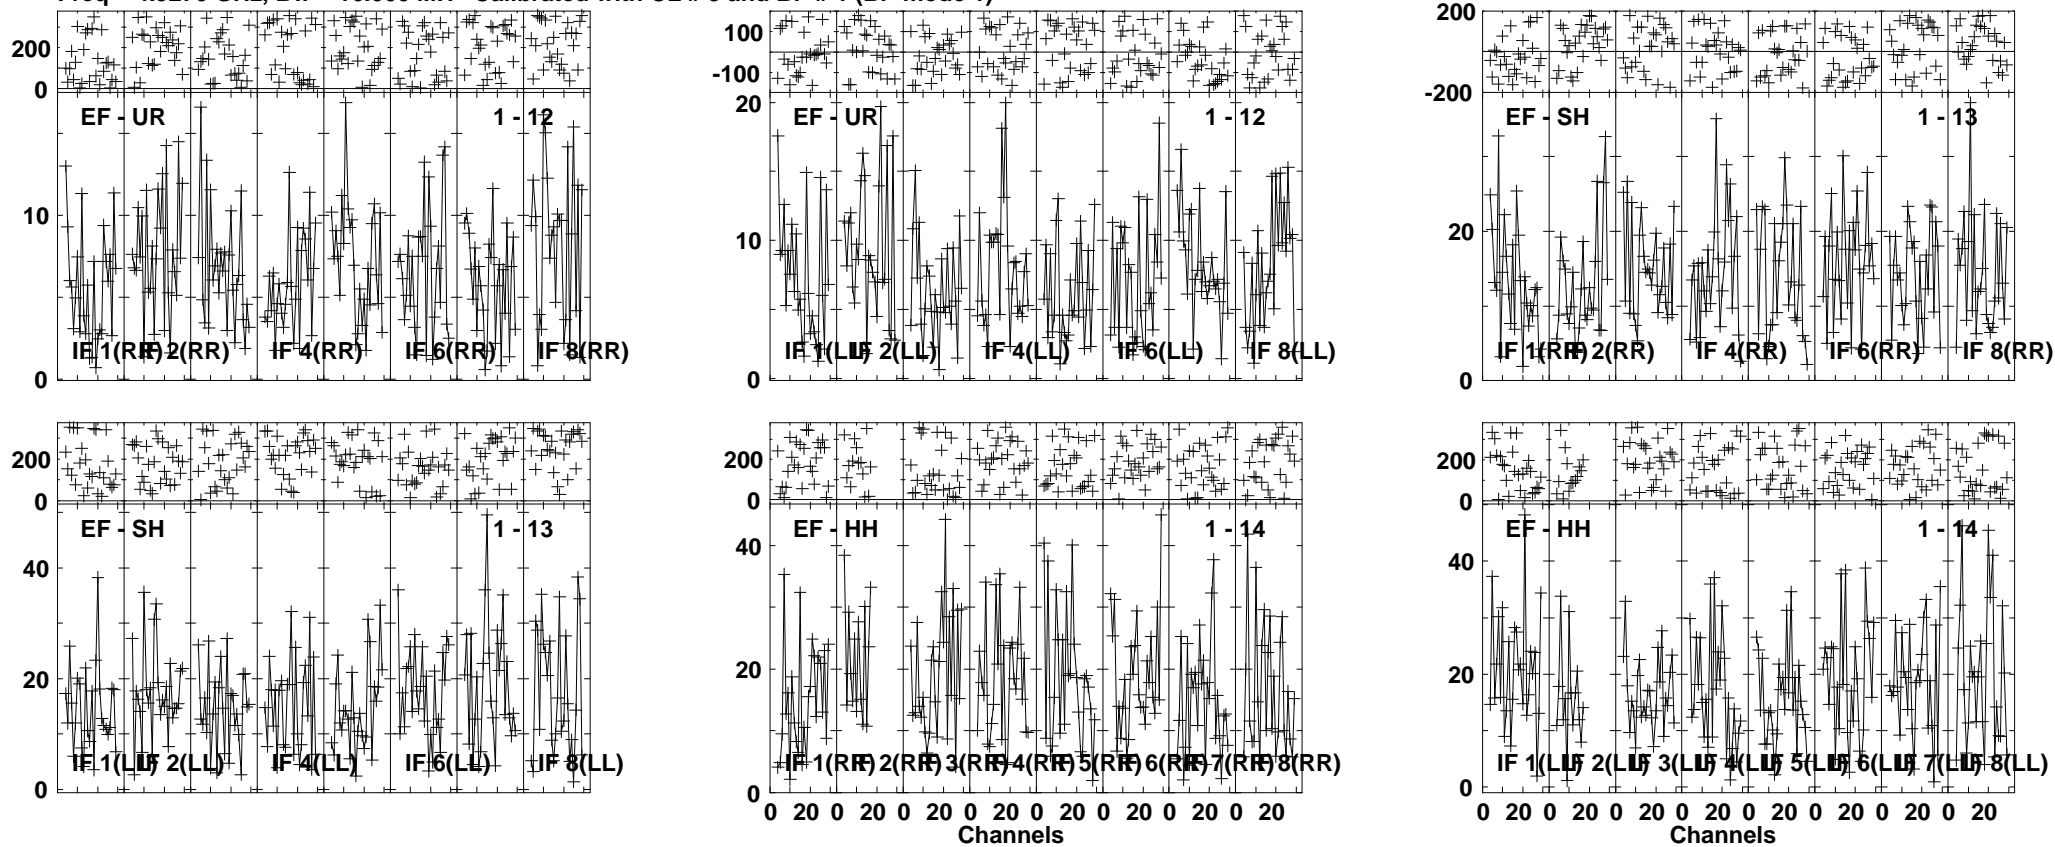 200
0
EF - UR
1 - 12
10
0
IF 1(RR)
IF 2(RR)
IF 4(RR)
IF 6(RR)
IF 8(RR)
100
-100
20
EF - UR
1 - 12
10
0
IF 1(LL)
IF 2(LL)
IF 4(LL)
IF 6(LL)
IF 8(LL)
200
-200
EF - SH
1 - 13
20
0
IF 1(RR)
IF 2(RR)
IF 4(RR)
IF 6(RR)
IF 8(RR)
200
0
EF - SH
1 - 13
40
20
0
IF 1(LL)
IF 2(LL)
IF 4(LL)
IF 6(LL)
IF 8(LL)
200
0
EF - HH
1 - 14
40
20
0
IF 1(RR)
IF 2(RR)
IF 3(RR)
IF 4(RR)
IF 5(RR)
IF 6(RR)
IF 7(RR)
IF 8(RR)
0 20 0 20 0 20 0 20 0 20 0 20 0 20 0 20
Channels
200
0
EF - HH
1 - 14
40
20
0
IF 1(LL)
IF 2(LL)
IF 3(LL)
IF 4(LL)
IF 5(LL)
IF 6(LL)
IF 7(LL)
IF 8(LL)
0 20 0 20 0 20 0 20 0 20 0 20 0 20 0 20
Channels